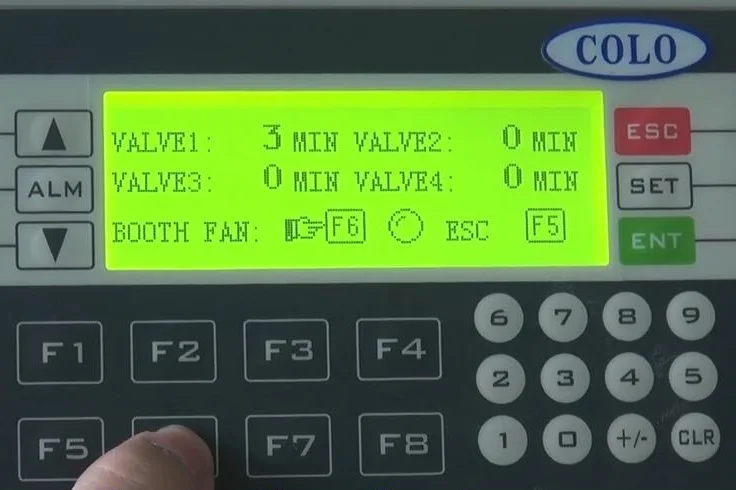 COLO
VALVE1: 3 MIN VALVE2: 0 MIN
VALVE3: 0 MIN VALVE4: 0 MIN
BOOTH FAN: F6 ESC F5
ALM
ESC
SET
ENT
F1 F2 F3 F4
F5 F7 F8
6 7 8 9
2 3 4 5
1 0 +/- CLR